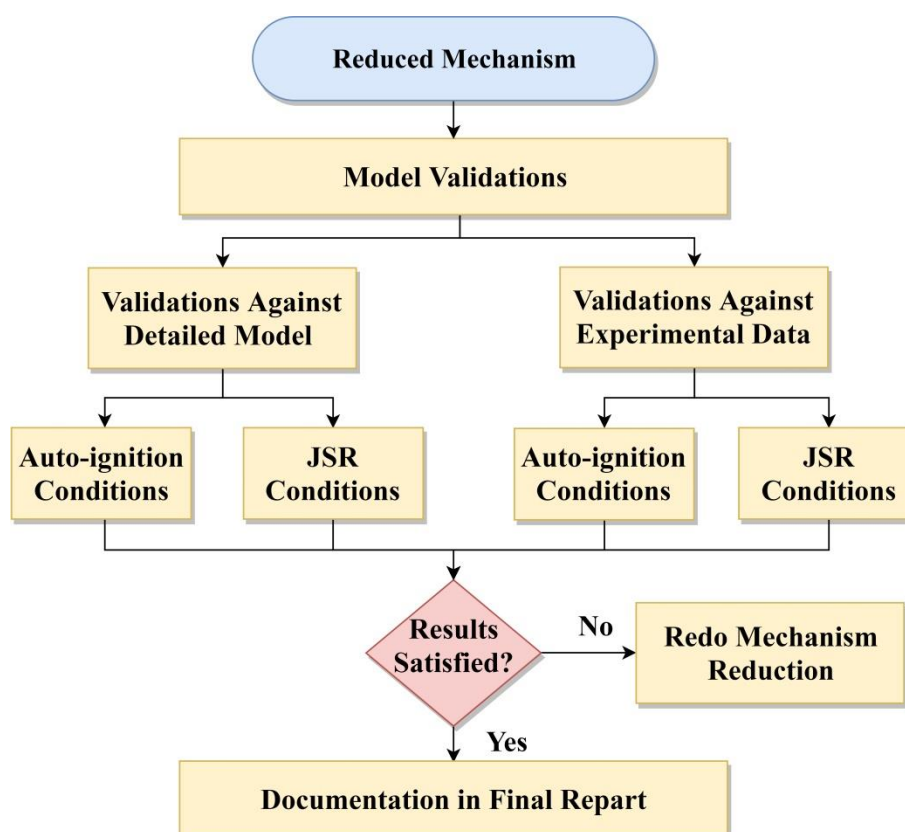 Reduced Mechanism
Model Validations
Validations Against
Detailed Model
Validations Against
Experimental Data
Auto-ignition
Conditions
JSR
Conditions
Auto-ignition
Conditions
JSR
Conditions
Results
Satisfied?
No
Redo Mechanism
Reduction
Yes
Documentation in Final Repart